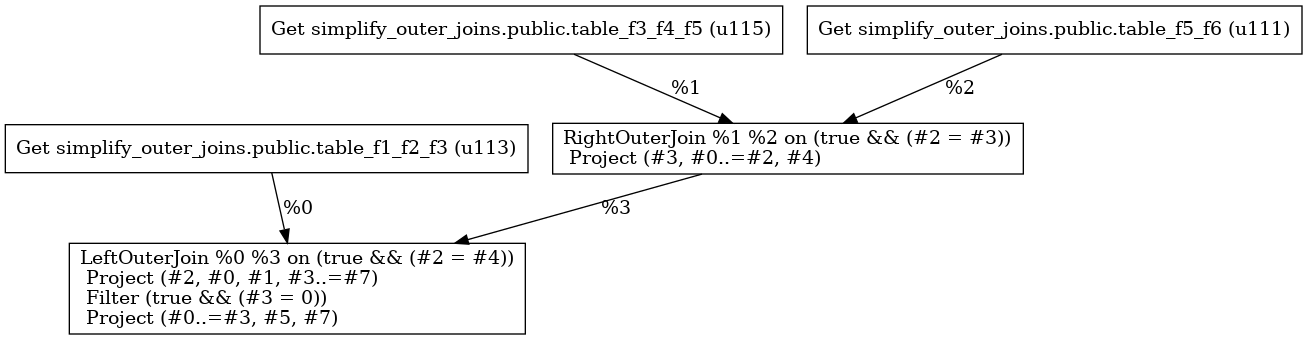 Get simplify_outer_joins.public.table_f3_f4_f5 (u115)
Get simplify_outer_joins.public.table_f5_f6 (u111)
%1
%2
Get simplify_outer_joins.public.table_f1_f2_f3 (u113)
RightOuterJoin %1 %2 on (true && (#2 = #3))
Project (#3, #0..=#2, #4)
%0
%3
LeftOuterJoin %0 %3 on (true && (#2 = #4))
Project (#2, #0, #1, #3..=#7)
Filter (true && (#3 = 0))
Project (#0..=#3, #5, #7)